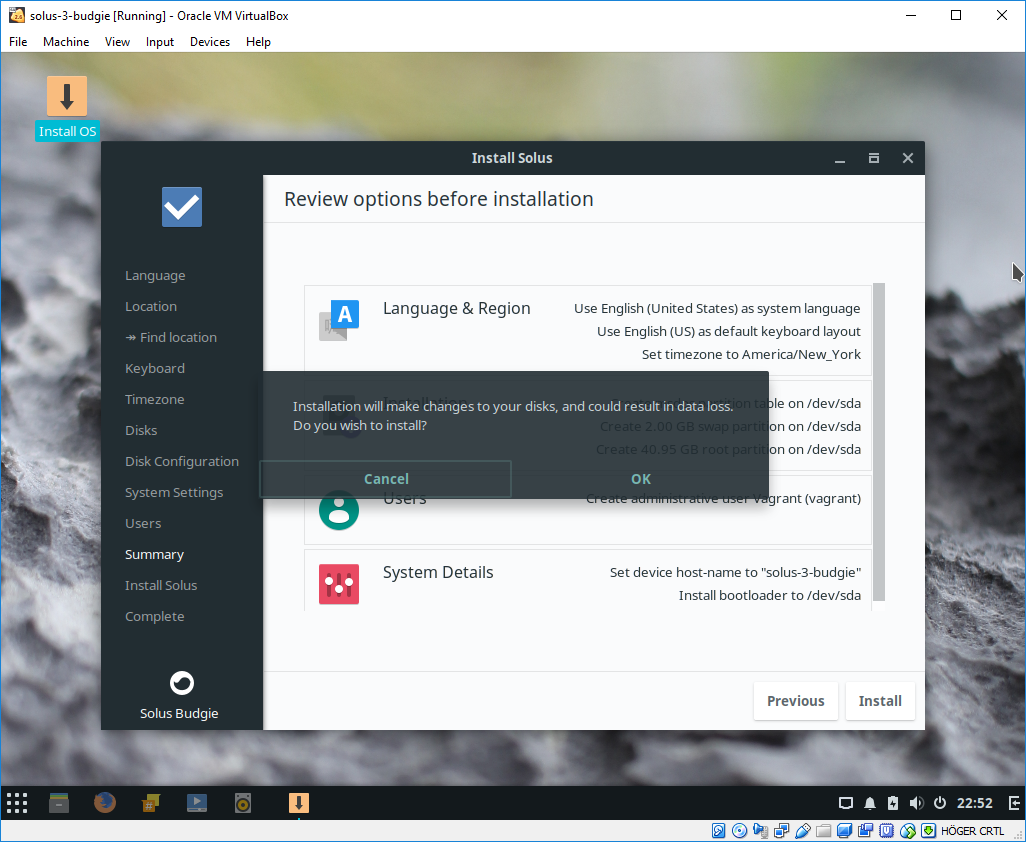 solus-3-budgie [Running] - Oracle VM VirtualBox
File Machine View Input Devices Help
Install OS
Install Solus
Language
Location
↠ Find location
Keyboard
Timezone
Disks
Disk Configuration
System Settings
Users
Summary
Install Solus
Complete
Solus Budgie
Review options before installation
Language & Region
Use English (United States) as system language
Use English (US) as default keyboard layout
Set timezone to America/New_York
Installation
partition table on /dev/sda
Create 2.00 GB swap partition on /dev/sda
Create 40.95 GB root partition on /dev/sda
Installation will make changes to your disks, and could result in data loss.
Do you wish to install?
Cancel OK
Users
Create administrative user Vagrant (vagrant)
System Details
Set device host-name to "solus-3-budgie"
Install bootloader to /dev/sda
Previous Install
22:52
HÖGER CRTL